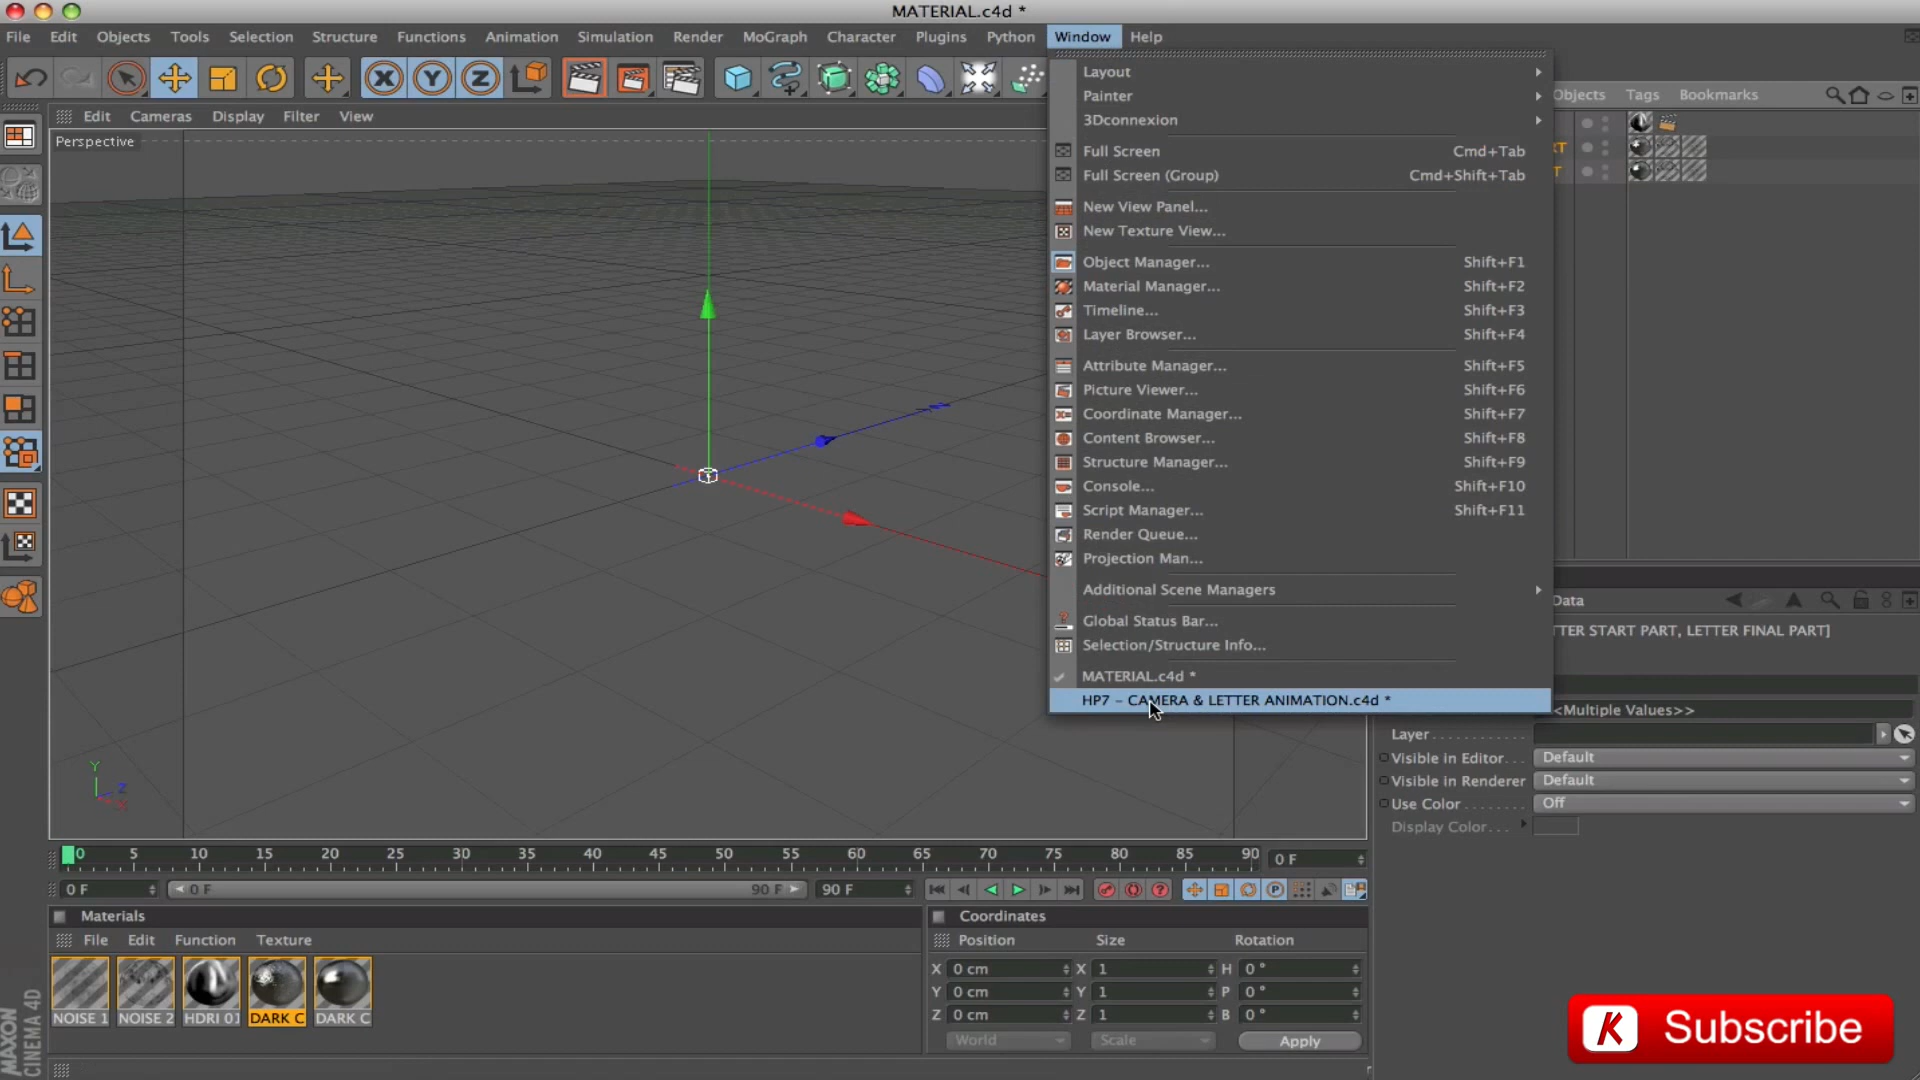 MATERIAL.c4d *
File Edit Objects Tools Selection Structure Functions Animation Simulation Render MoGraph Character Plugins Python Window Help
Layout
Painter
3Dconnexion
Full Screen Cmd+Tab
Full Screen (Group) Cmd+Shift+Tab
New View Panel...
New Texture View...
Object Manager... Shift+F1
Material Manager... Shift+F2
Timeline... Shift+F3
Layer Browser... Shift+F4
Attribute Manager... Shift+F5
Picture Viewer... Shift+F6
Coordinate Manager... Shift+F7
Content Browser... Shift+F8
Structure Manager... Shift+F9
Console... Shift+F10
Script Manager... Shift+F11
Render Queue...
Projection Man...
Additional Scene Managers
Global Status Bar...
Selection/Structure Info...
MATERIAL.c4d *
HP7 – CAMERA & LETTER ANIMATION.c4d *
X Y Z
Edit Cameras Display Filter View
Perspective
Y
Z
X
Objects Tags Bookmarks
RT
T
Data
TTER START PART, LETTER FINAL PART]
<Multiple Values>>
Layer
Visible in Editor Default
Visible in Renderer Default
Use Color Off
Display Color
0 5 10 15 20 25 30 35 40 45 50 55 60 65 70 75 80 85 90 0 F
0 F 0 F 90 F 90 F
P
Materials
File Edit Function Texture
NOISE 1 NOISE 2 HDRI 01 DARK C DARK C
Coordinates
Position Size Rotation
X 0 cm X 1 H 0 °
Y 0 cm Y 1 P 0 °
Z 0 cm Z 1 B 0 °
World Scale Apply
MAXON
CINEMA 4D
K Subscribe